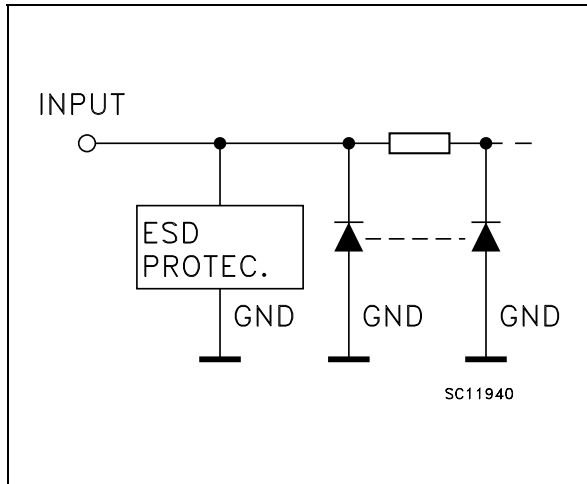 INPUT
ESD
PROTEC.
GND GND GND
SC11940